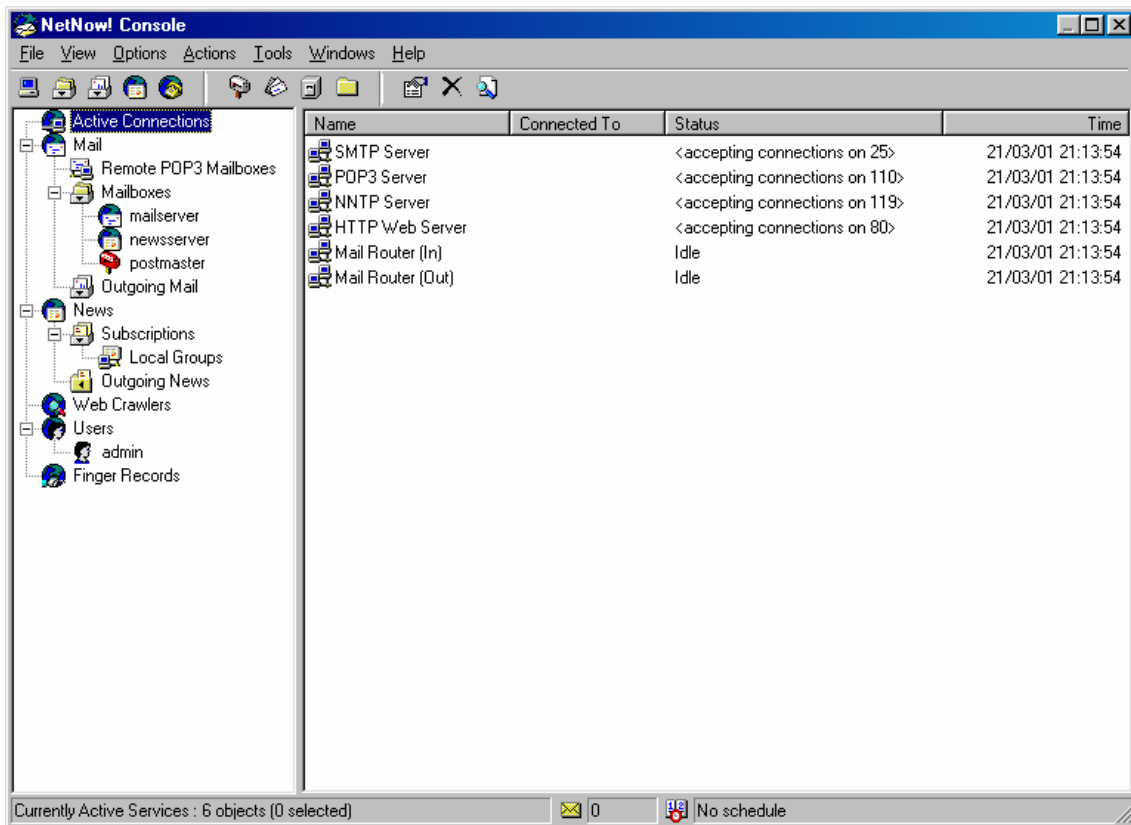 NetNow! Console
File View Options Actions Tools Windows Help
Active Connections
Mail
Remote POP3 Mailboxes
Mailboxes
mailserver
newsserver
postmaster
Outgoing Mail
News
Subscriptions
Local Groups
Outgoing News
Web Crawlers
Users
admin
Finger Records
Name Connected To Status Time
SMTP Server <accepting connections on 25> 21/03/01 21:13:54
POP3 Server <accepting connections on 110> 21/03/01 21:13:54
NNTP Server <accepting connections on 119> 21/03/01 21:13:54
HTTP Web Server <accepting connections on 80> 21/03/01 21:13:54
Mail Router (In) Idle 21/03/01 21:13:54
Mail Router (Out) Idle 21/03/01 21:13:54
Currently Active Services : 6 objects (0 selected) 0 No schedule